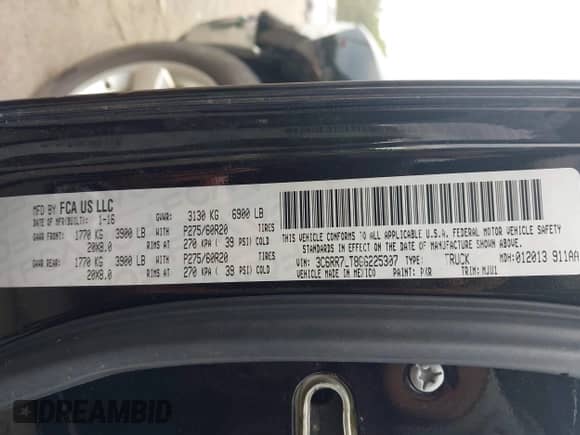 MFD BY FCA US LLC
DATE OF MFR/BUILT: 1-16 GVWR: 3130 KG 6900 LB
GAWR FRONT: 1770 KG 3900 LB WITH P275/60R20 TIRES
20X8.0 RIMS AT 270 KPA ( 39 PSI) COLD
GAWR REAR: 1770 KG 3900 LB WITH P275/60R20 TIRES
20X8.0 RIMS AT 270 KPA ( 39 PSI) COLD
THIS VEHICLE CONFORMS TO ALL APPLICABLE U.S.A. FEDERAL MOTOR VEHICLE SAFETY
STANDARDS IN EFFECT ON THE DATE OF MANUFACTURE SHOWN ABOVE.
VIN: 3C6RR7LT8GG225307 TYPE: TRUCK MDH: 012013 911AA
VEHICLE MADE IN MEXICO PAINT: PXR TRIM: MJU1
DREAMBID